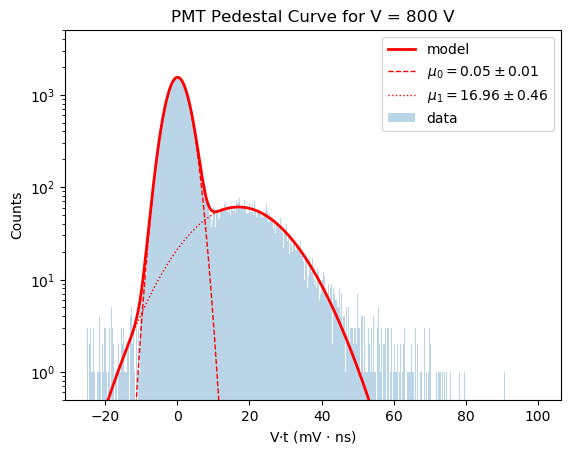 PMT Pedestal Curve for V = 800 V
model
μ₀ = 0.05 ± 0.01
μ₁ = 16.96 ± 0.46
data
Counts
10³
10²
10¹
10⁰
−20 0 20 40 60 80 100
V·t (mV · ns)